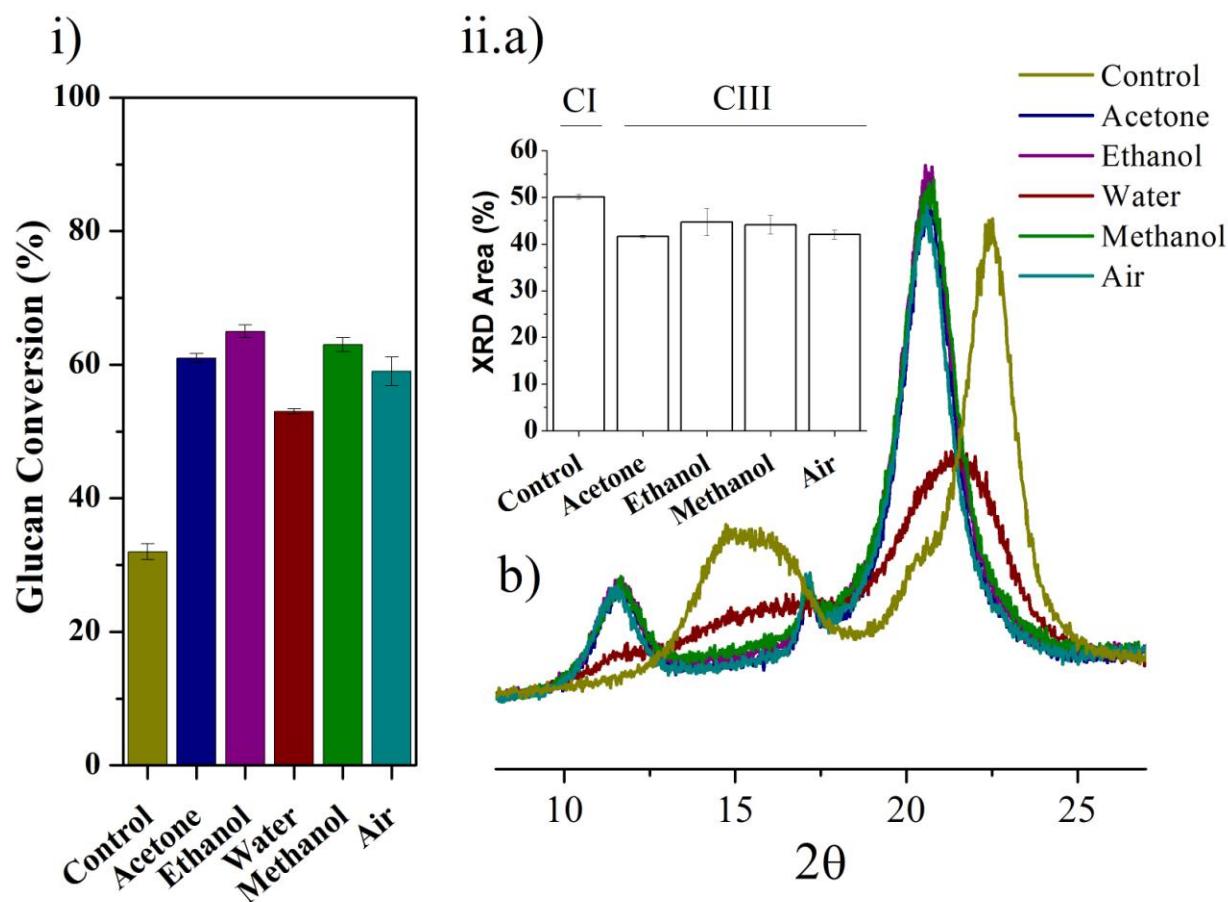 i)
Glucan Conversion (%)
100
80
60
40
20
0
Control
Acetone
Ethanol
Water
Methanol
Air
ii.a)
CI
CIII
XRD Area (%)
60
50
40
30
20
10
0
Control
Acetone
Ethanol
Methanol
Air
Control
Acetone
Ethanol
Water
Methanol
Air
b)
10
15
20
25
2θ